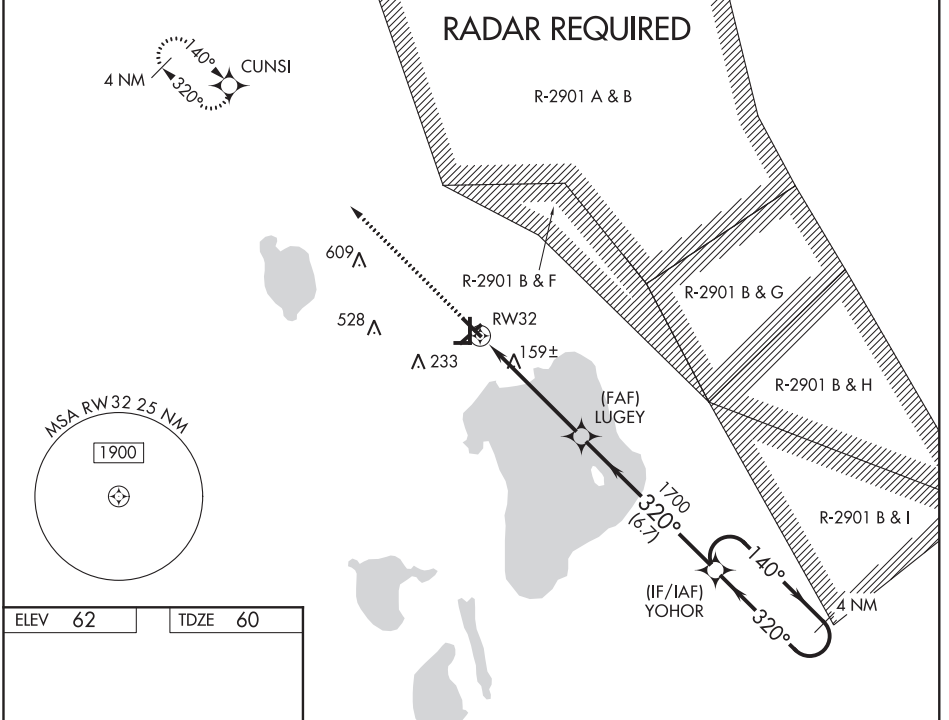 RADAR REQUIRED
R-2901 A & B
140°
CUNSI
4 NM
320°
609
R-2901 B & F
R-2901 B & G
528
RW32
233
159±
R-2901 B & H
(FAF)
LUGEY
MSA RW32 25 NM
1900
1700
320°
(6.7)
R-2901 B & I
140°
(IF/IAF)
YOHOR
4 NM
320°
ELEV 62
TDZE 60